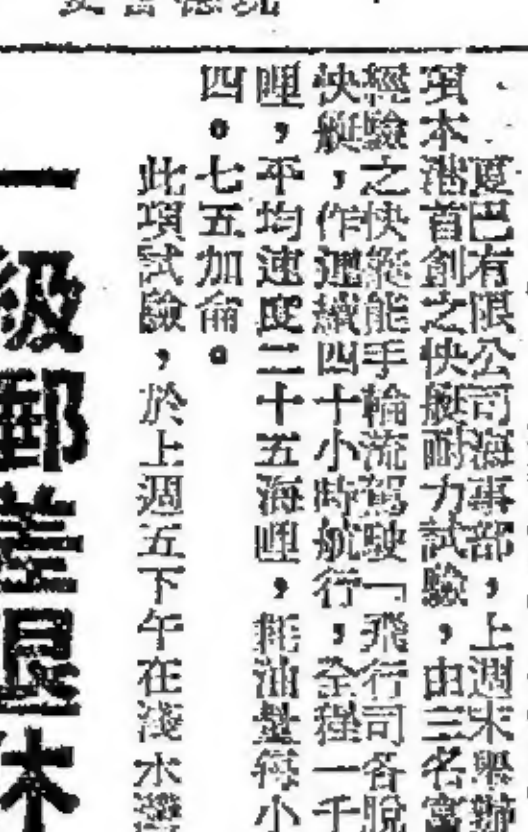 夏巴有限公司海事部，上週末舉辦
項本港首創之快艇耐力試驗，由三名富
經驗之快艇能手輪流駕駛「飛行司各脫
快艇，作連續四十小時航行，全程一千
哩，平均速度二十五海哩，耗油量每小
四。七五加侖。
此項試驗，於上週五下午在淺水灣
一級郵差退休